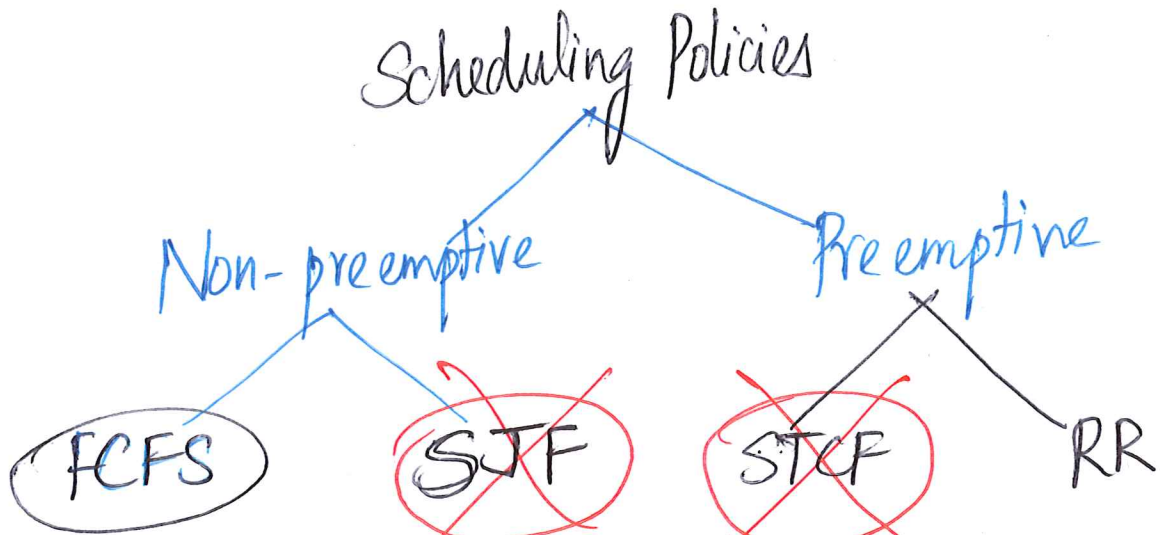 Scheduling Policies
Non-preemptive Preemptive
FCFS SJF STCF RR